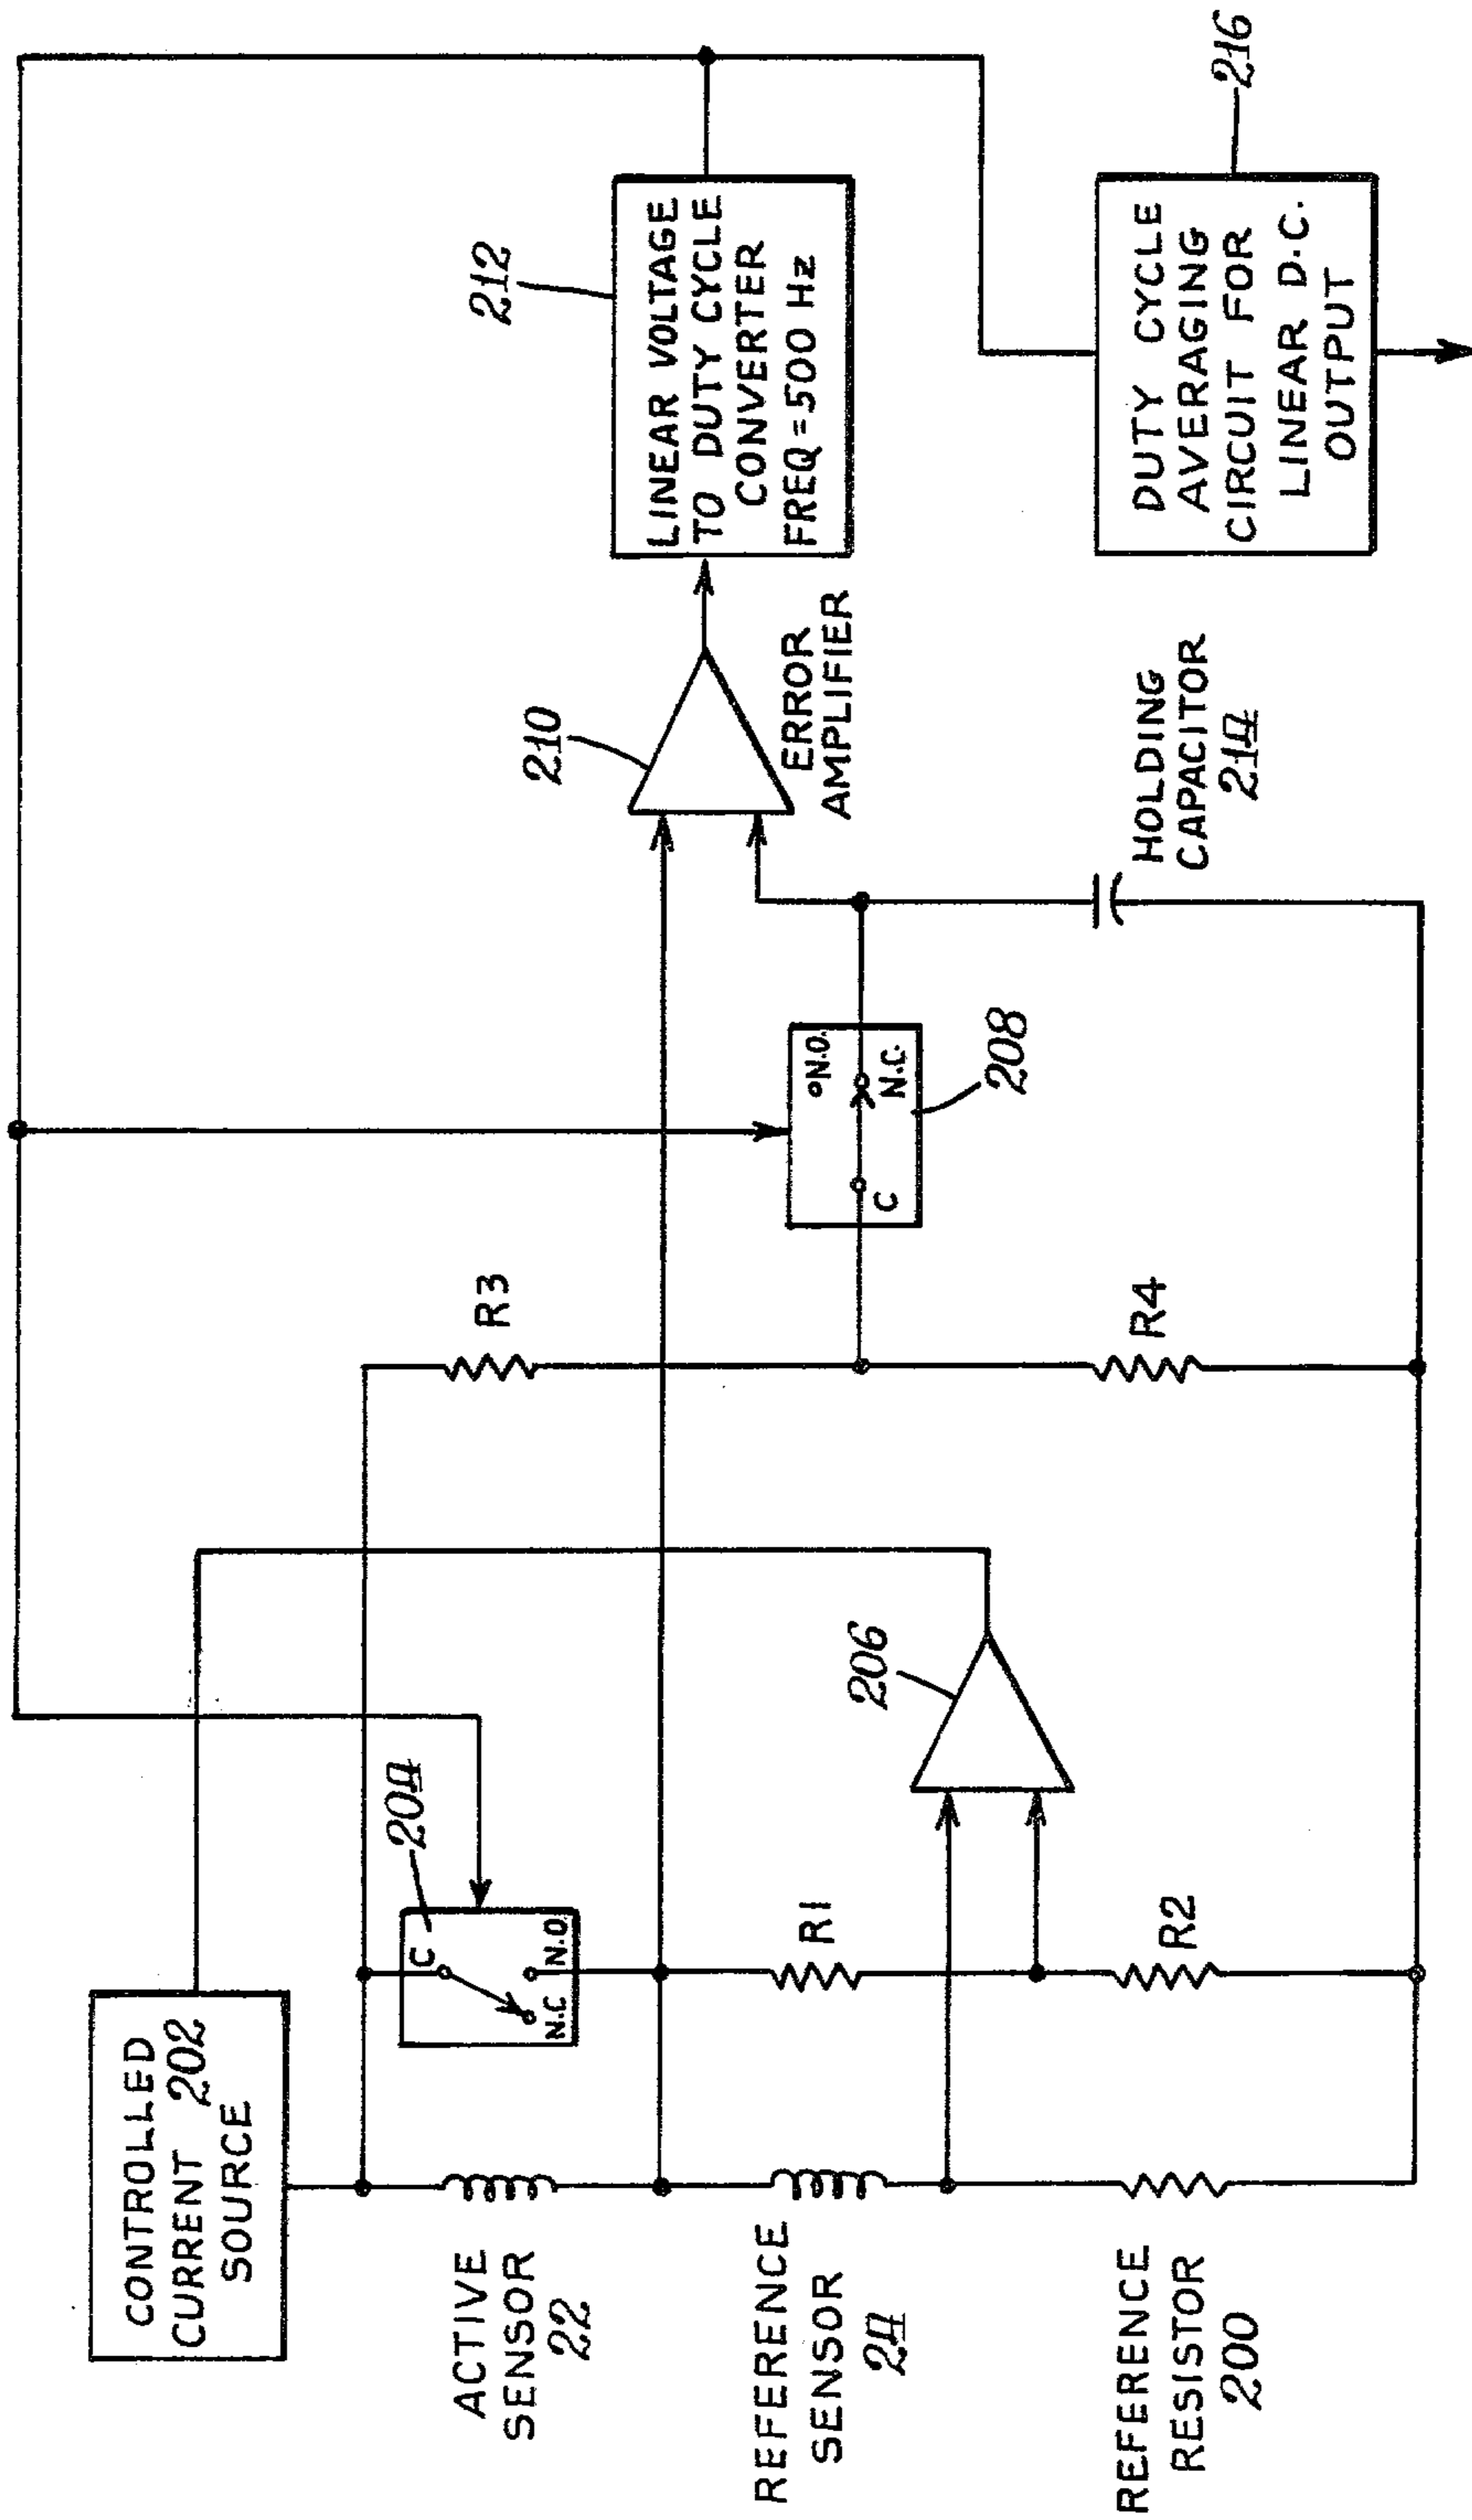 CONTROLLED
CURRENT 202
SOURCE
ACTIVE
SENSOR
22
REFERENCE
SENSOR
24
REFERENCE
RESISTOR
200
204
C
N.C
N.O
R1
R2
206
R3
R4
C
N.C.
N.O.
208
210
ERROR
AMPLIFIER
HOLDING
CAPACITOR
214
212
LINEAR VOLTAGE
TO DUTY CYCLE
CONVERTER
FREQ = 500 Hz
DUTY CYCLE
AVERAGING
CIRCUIT FOR
LINEAR D.C.
OUTPUT
216